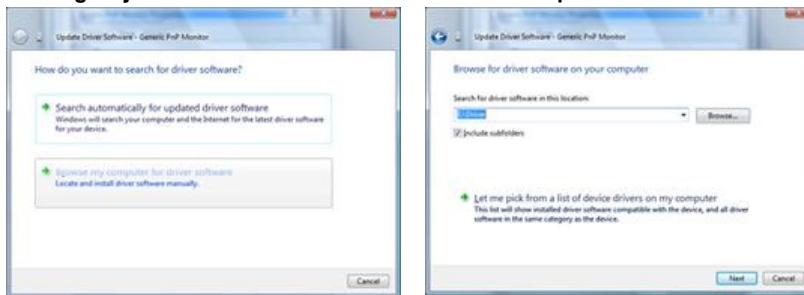 Update Driver Software - Generic PnP Monitor
How do you want to search for driver software?
Search automatically for updated driver software
Windows will search your computer and the Internet for the latest driver software
for your device.
Browse my computer for driver software
Locate and install driver software manually.
Cancel
Update Driver Software - Generic PnP Monitor
Browse for driver software on your computer
Search for driver software in this location:
Browse...
Include subfolders
Let me pick from a list of device drivers on my computer
This list will show installed driver software compatible with the device, and all driver
software in the same category as the device.
Next
Cancel